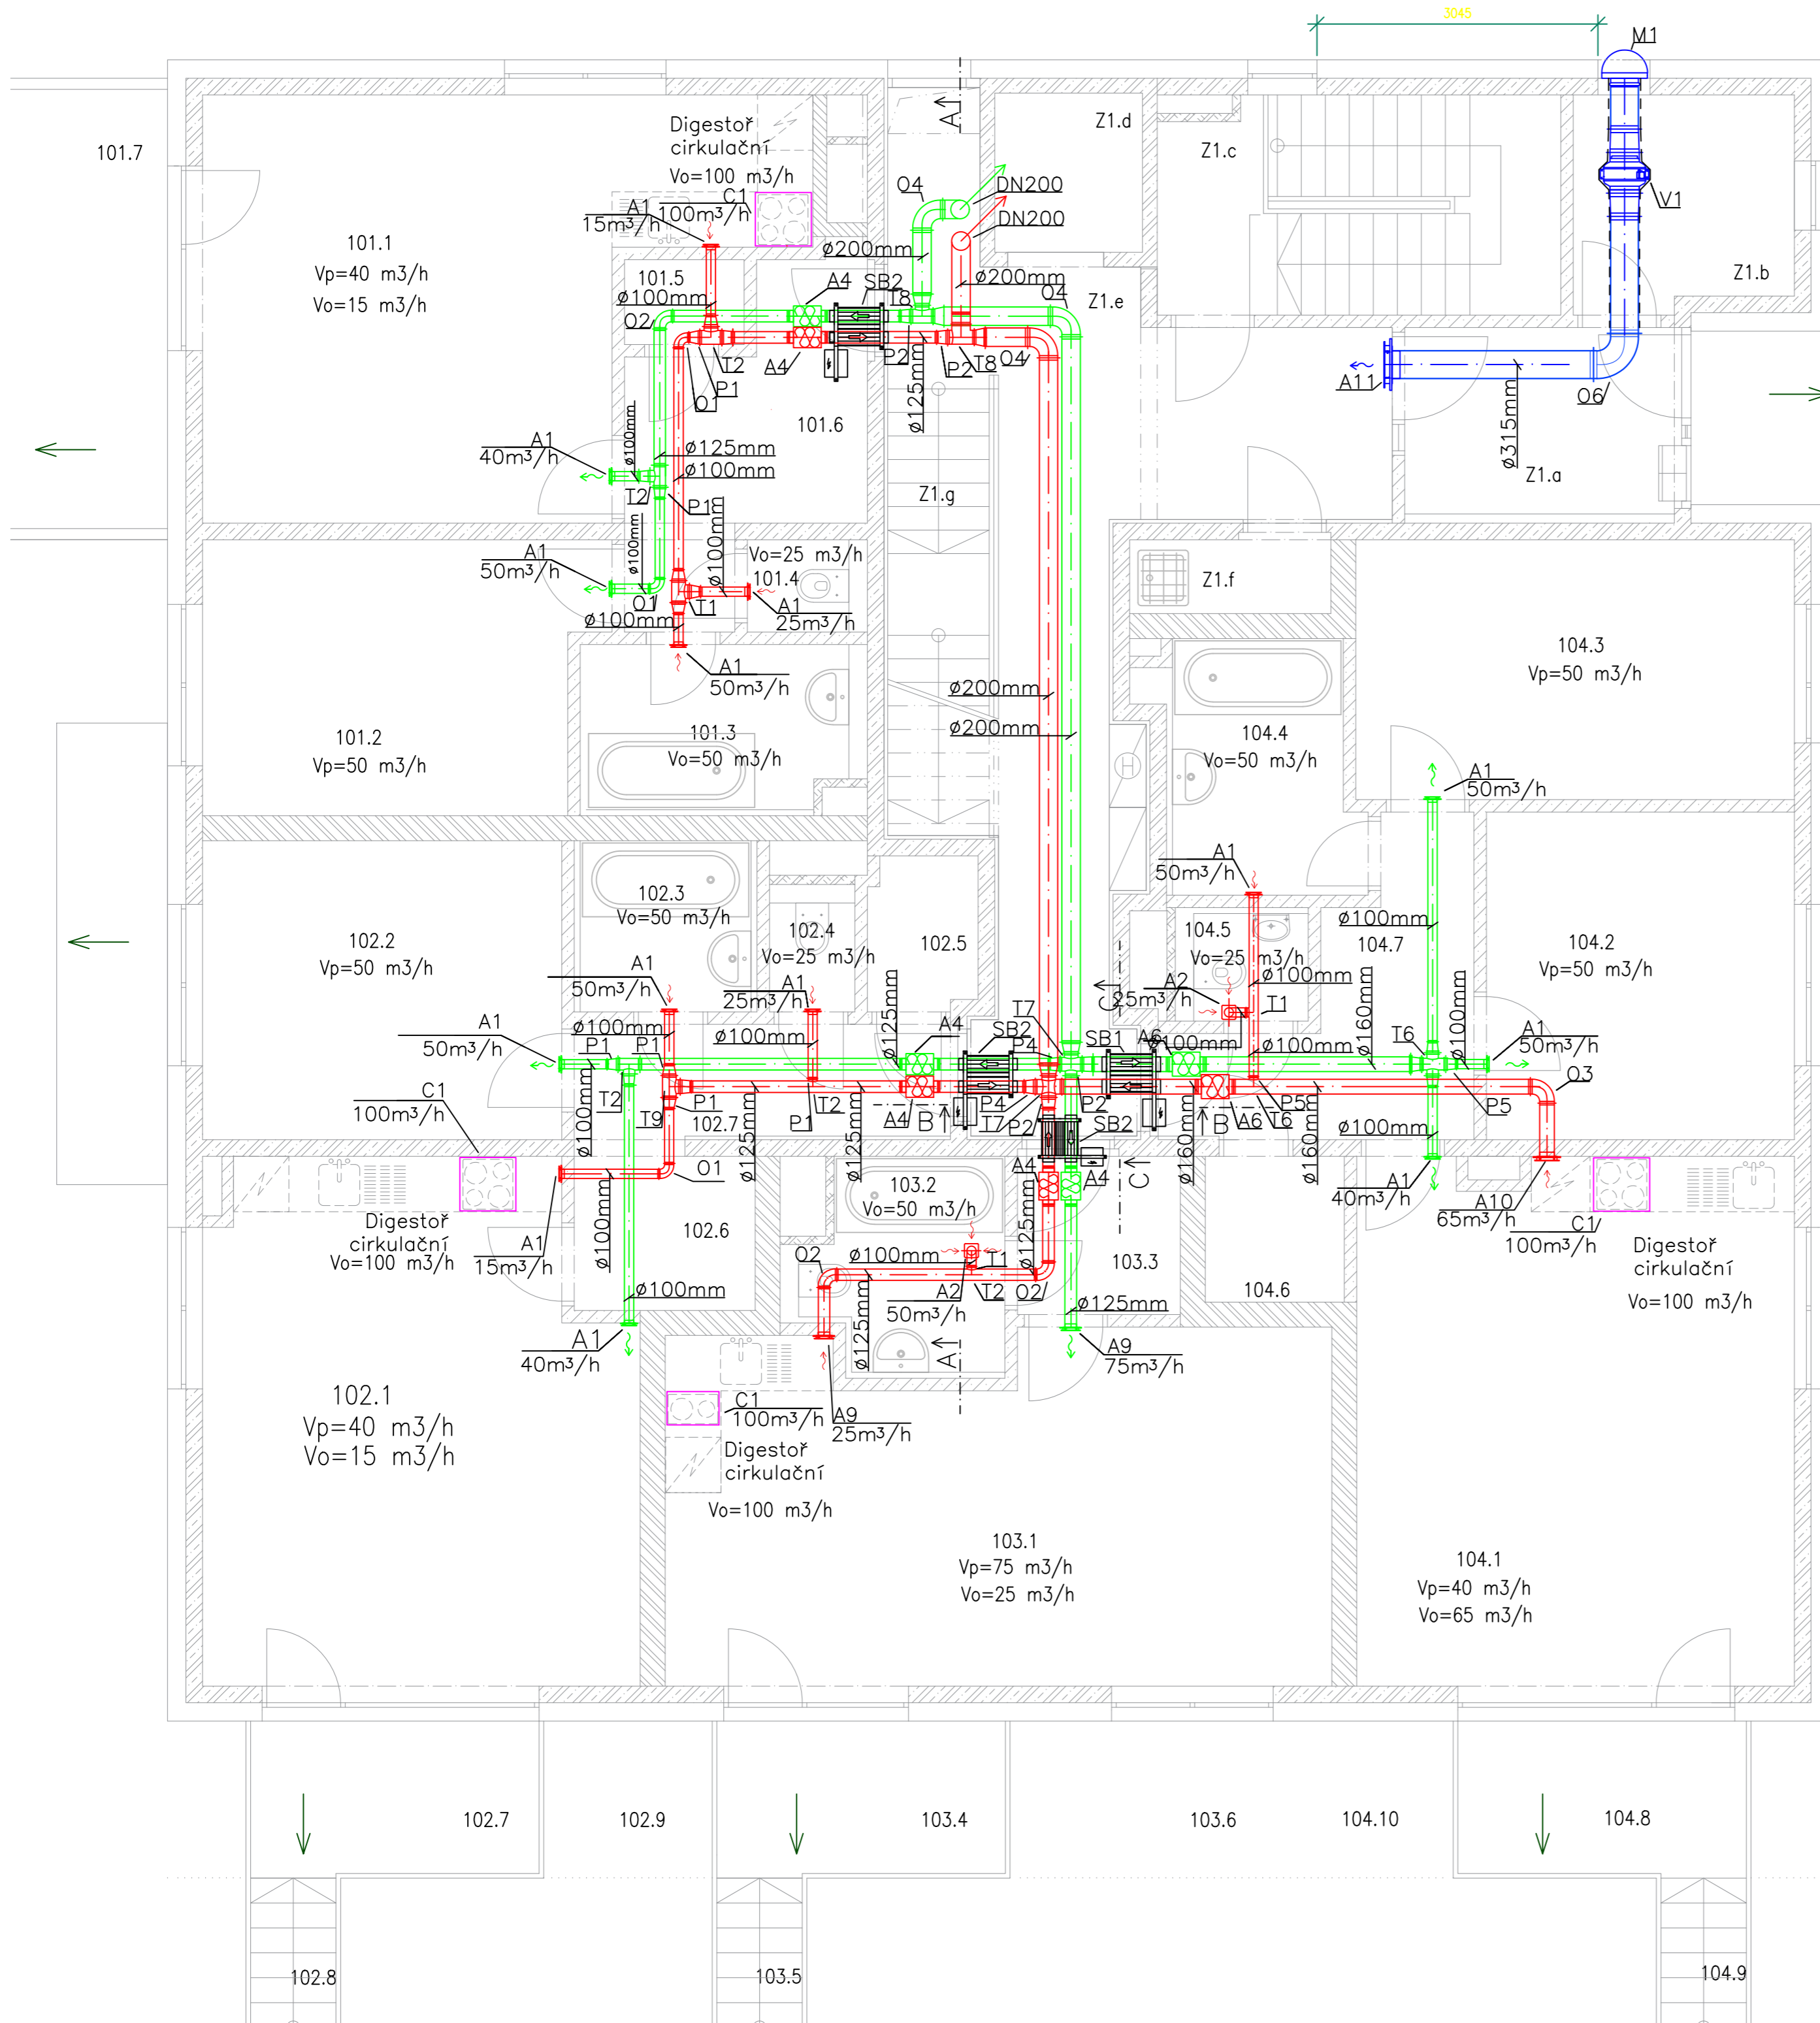 3045
M1
101.7
Digestoř
cirkulační
Vo=100 m3/h
C1
100m³/h
A1
15m³/h
A
Z1.d
Z1.c
DN200
DN200
O4
V1
101.1
Vp=40 m3/h
Vo=15 m3/h
Z1.b
ø200mm
101.5
A4
SB2
T8
ø200mm
Z1.e
O4
ø100mm
O2
T2
P1
O1
A4
P2
P2
T8
O4
ø125mm
A11
O6
ø315mm
101.6
A1
40m³/h
ø100mm
ø125mm
ø100mm
T2
P1
Z1.g
Z1.a
A1
50m³/h
ø100mm
ø100mm
Vo=25 m3/h
101.4
Z1.f
O1
T1
A1
25m³/h
ø100mm
A1
50m³/h
104.3
Vp=50 m3/h
ø200mm
ø200mm
101.2
Vp=50 m3/h
101.3
Vo=50 m3/h
104.4
Vo=50 m3/h
H
A1
50m³/h
A1
50m³/h
102.3
Vo=50 m3/h
102.4
Vo=25 m3/h
102.5
102.2
Vp=50 m3/h
104.5
Vo=25 m3/h
104.7
ø100mm
104.2
Vp=50 m3/h
A1
50m³/h
A1
25m³/h
A2
25m³/h
C
ø100mm
T1
A1
50m³/h
ø100mm
P1
P1
ø100mm
ø125mm
A4
T7
SB2
P4
SB1
A6
ø100mm
ø100mm
ø160mm
T6
ø100mm
A1
50m³/h
O3
C1
100m³/h
ø100mm
T2
T9
P1
102.7
P1
T2
A4
B
P4
T7
P2
P2
SB2
B
A6
T6
P5
P5
ø125mm
ø125mm
ø160mm
ø160mm
ø100mm
O1
A4
A4
C
103.2
Vo=50 m3/h
A1
40m³/h
A10
65m³/h
C1
100m³/h
Digestoř
cirkulační
Vo=100 m3/h
A1
15m³/h
ø100mm
102.6
O2
ø100mm
T1
ø125mm
103.3
Digestoř
cirkulační
Vo=100 m3/h
ø100mm
A2
50m³/h
T2
O2
ø125mm
104.6
ø125mm
A1
40m³/h
A
A9
75m³/h
102.1
Vp=40 m3/h
Vo=15 m3/h
C1
100m³/h
A9
25m³/h
Digestoř
cirkulační
Vo=100 m3/h
103.1
Vp=75 m3/h
Vo=25 m3/h
104.1
Vp=40 m3/h
Vo=65 m3/h
102.7
102.9
103.4
103.6
104.10
104.8
102.8
103.5
104.9